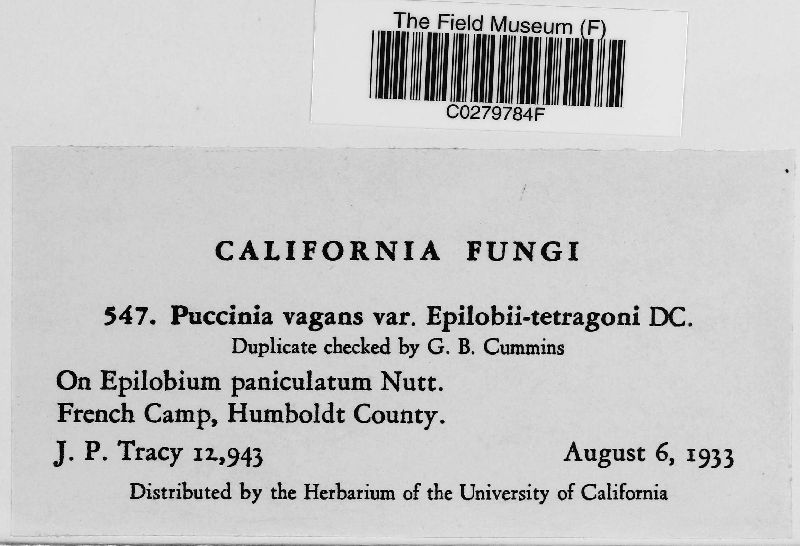 The Field Museum (F)
C0279784F
CALIFORNIA FUNGI
547. Puccinia vagans var. Epilobii-tetragoni DC.
Duplicate checked by G. B. Cummins
On Epilobium paniculatum Nutt.
French Camp, Humboldt County.
J. P. Tracy 12,943 August 6, 1933
Distributed by the Herbarium of the University of California